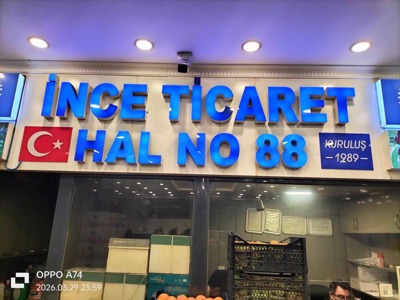 İNCE TİCARET
HAL NO 88
KURULUŞ
-1989-
OPPO A74
2026.03.29 23:59